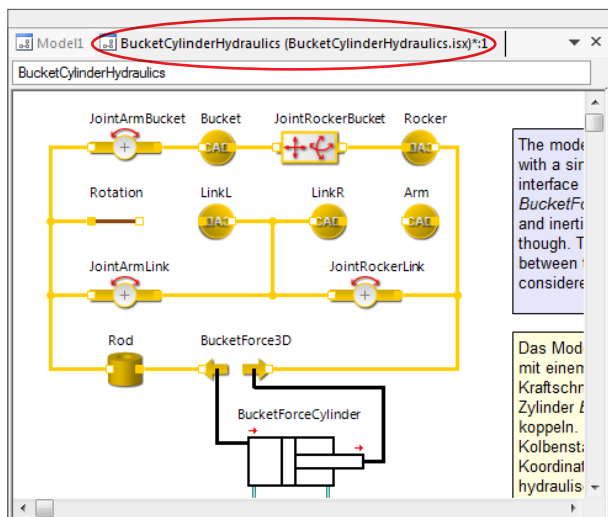 Model1 BucketCylinderHydraulics (BucketCylinderHydraulics.isx)*:1
BucketCylinderHydraulics
JointArmBucket Bucket JointRockerBucket Rocker
CAD CAD
Rotation LinkL LinkR Arm
CAD CAD CAD
JointArmLink JointRockerLink
Rod BucketForce3D
BucketForceCylinder
The mode
with a sin
interface
BucketFo
and inerti
though. T
between t
considere
Das Mod
mit einem
Kraftschn
Zylinder
koppeln.
Kolbensta
Koordinat
hydraulis